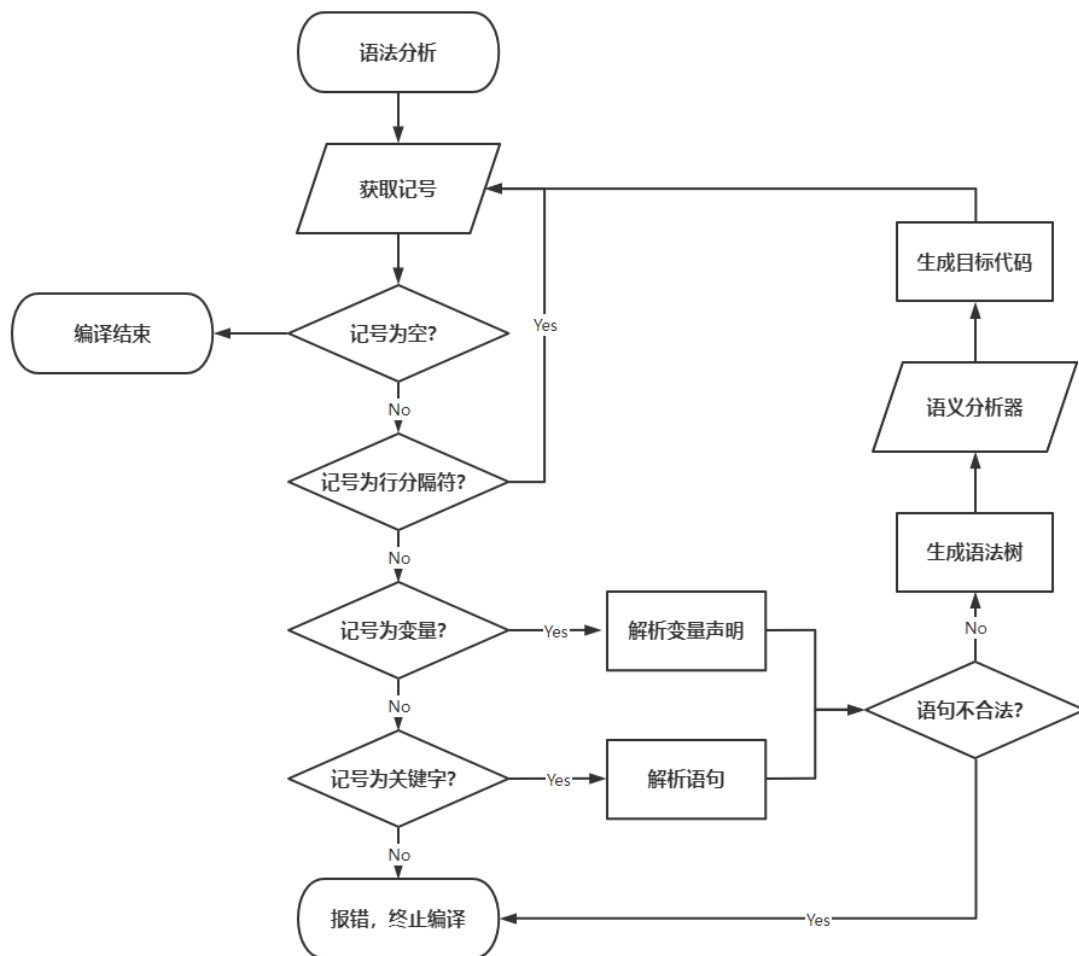 语法分析
获取记号
生成目标代码
Yes
编译结束
记号为空?
语义分析器
No
记号为行分隔符?
生成语法树
No
No
记号为变量?
Yes
解析变量声明
No
语句不合法?
记号为关键字?
Yes
解析语句
No
报错，终止编译
Yes